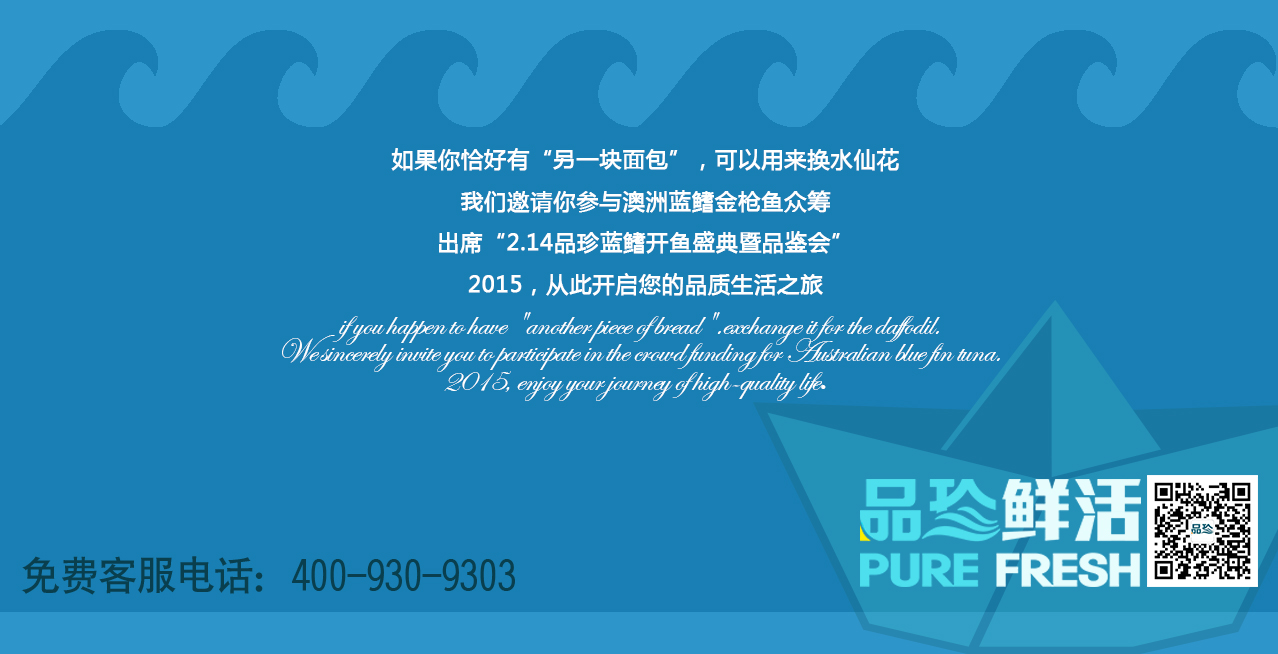 如果你恰好有“另一块面包”，可以用来换水仙花
我们邀请你参与澳洲蓝鳍金枪鱼众筹
出席“2.14品珍蓝鳍开鱼盛典暨品鉴会”
2015，从此开启您的品质生活之旅
if you happen to have "another piece of bread ".exchange it for the daffodil.
We sincerely invite you to participate in the crowd funding for Australian blue fin tuna.
2015, enjoy your journey of high-quality life.
品珍鲜活
PURE FRESH
品珍
免费客服电话：400-930-9303